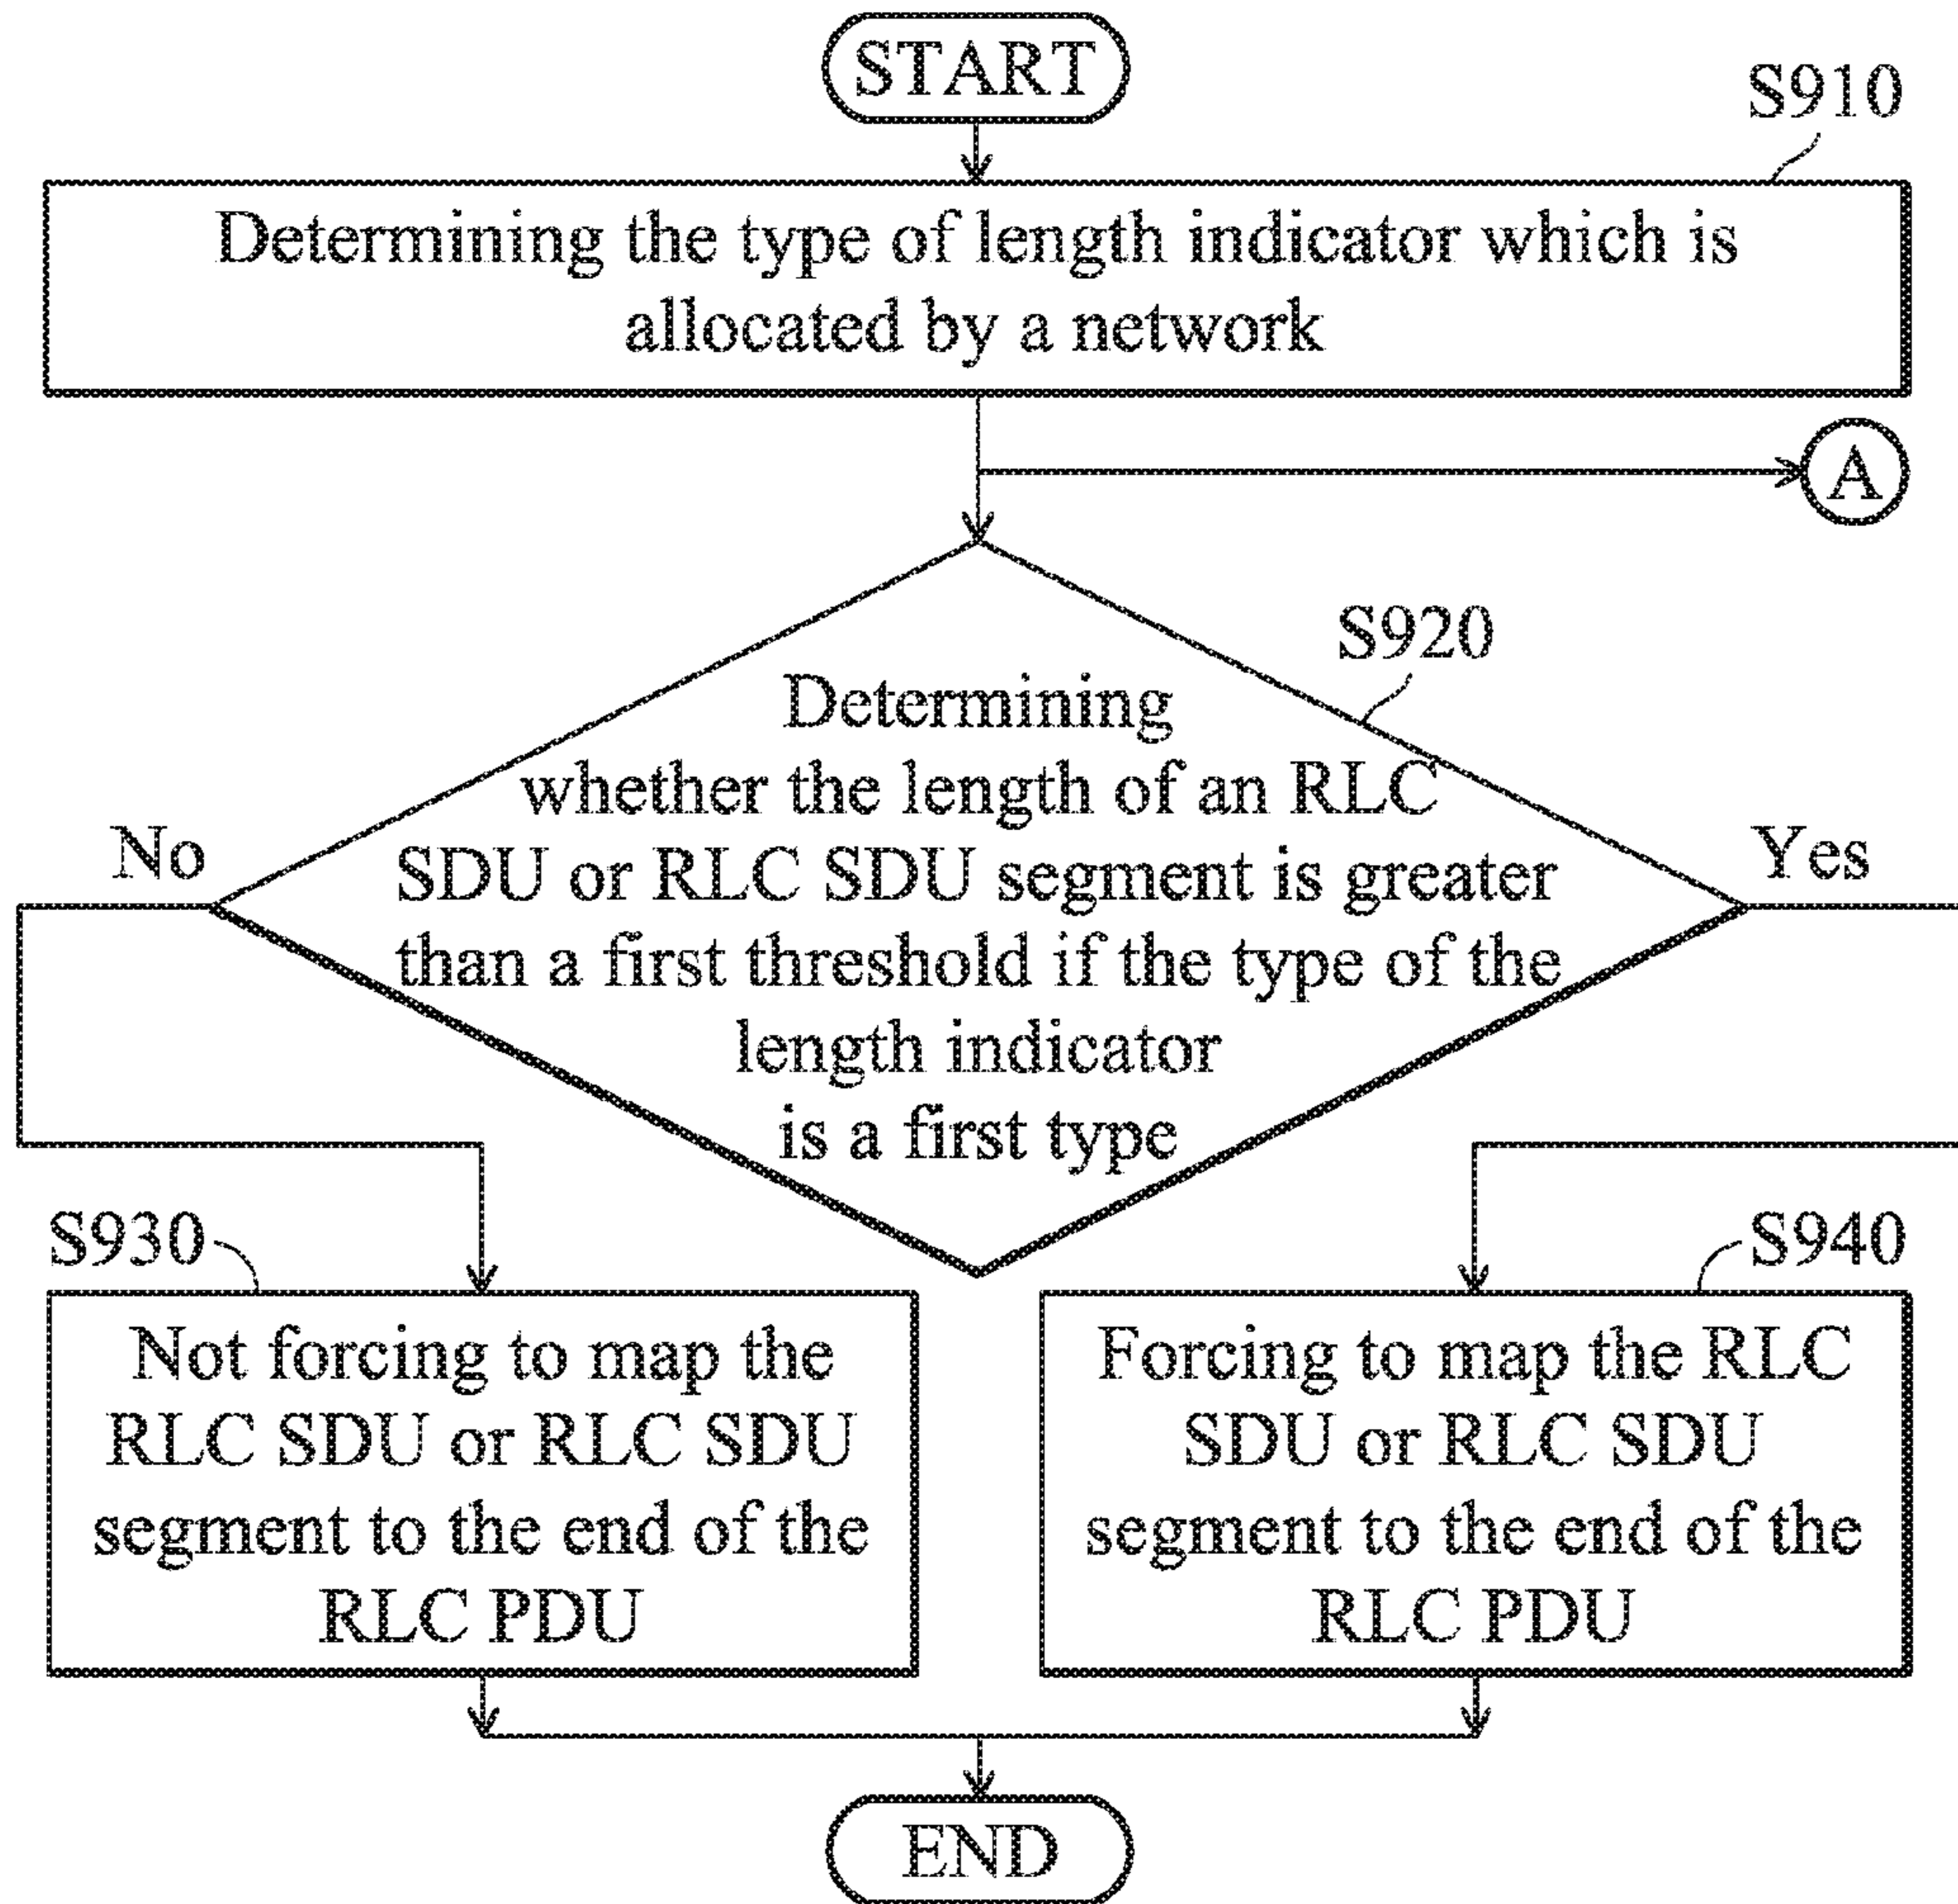 START
S910
Determining the type of length indicator which is
allocated by a network
A
S920
Determining
whether the length of an RLC
SDU or RLC SDU segment is greater
than a first threshold if the type of the
length indicator
is a first type
No
Yes
S930
Not forcing to map the
RLC SDU or RLC SDU
segment to the end of the
RLC PDU
S940
Forcing to map the RLC
SDU or RLC SDU
segment to the end of the
RLC PDU
END